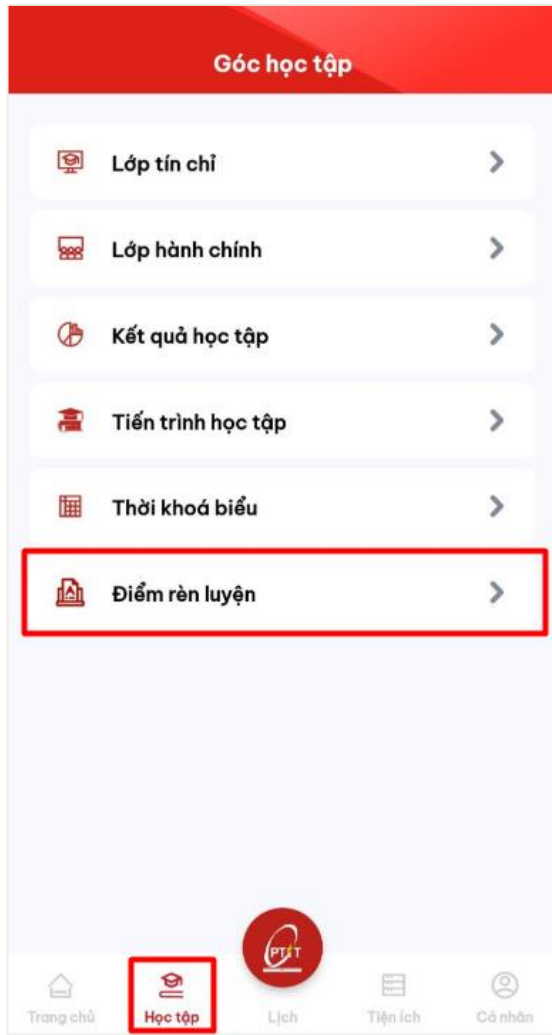 Góc học tập
Lớp tín chỉ
Lớp hành chính
Kết quả học tập
Tiến trình học tập
Thời khoá biểu
Điểm rèn luyện
PTIT
Trang chủ
Học tập
Lịch
Tiện ích
Cá nhân